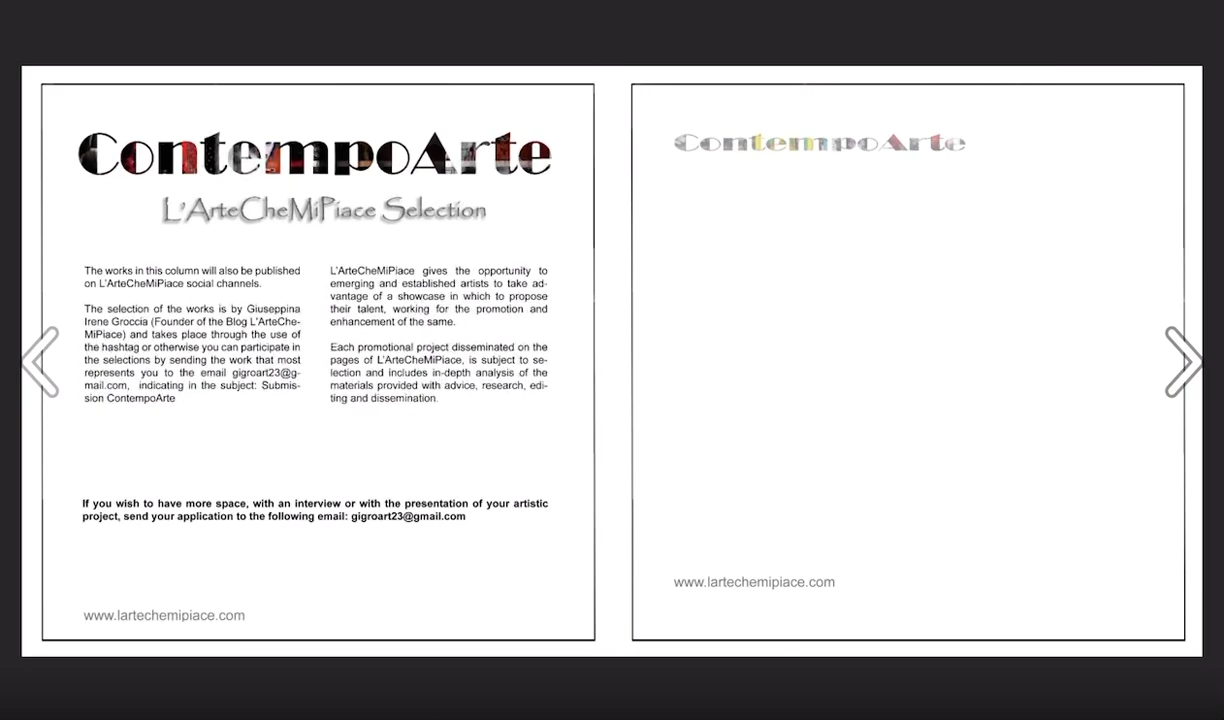 ContempoArte
L'ArteCheMiPiace Selection
The works in this column will also be published
on L'ArteCheMiPiace social channels.
The selection of the works is by Giuseppina
Irene Groccia (Founder of the Blog L'ArteChe-
MiPiace) and takes place through the use of
the hashtag or otherwise you can participate in
the selections by sending the work that most
represents you to the email gigroart23@g-
mail.com, indicating in the subject: Submis-
sion ContempoArte
L'ArteCheMiPiace gives the opportunity to
emerging and established artists to take ad-
vantage of a showcase in which to propose
their talent, working for the promotion and
enhancement of the same.
Each promotional project disseminated on the
pages of L'ArteCheMiPiace, is subject to se-
lection and includes in-depth analysis of the
materials provided with advice, research, edi-
ting and dissemination.
If you wish to have more space, with an interview or with the presentation of your artistic
project, send your application to the following email: gigroart23@gmail.com
www.lartechemipiace.com
ContempoArte
www.lartechemipiace.com